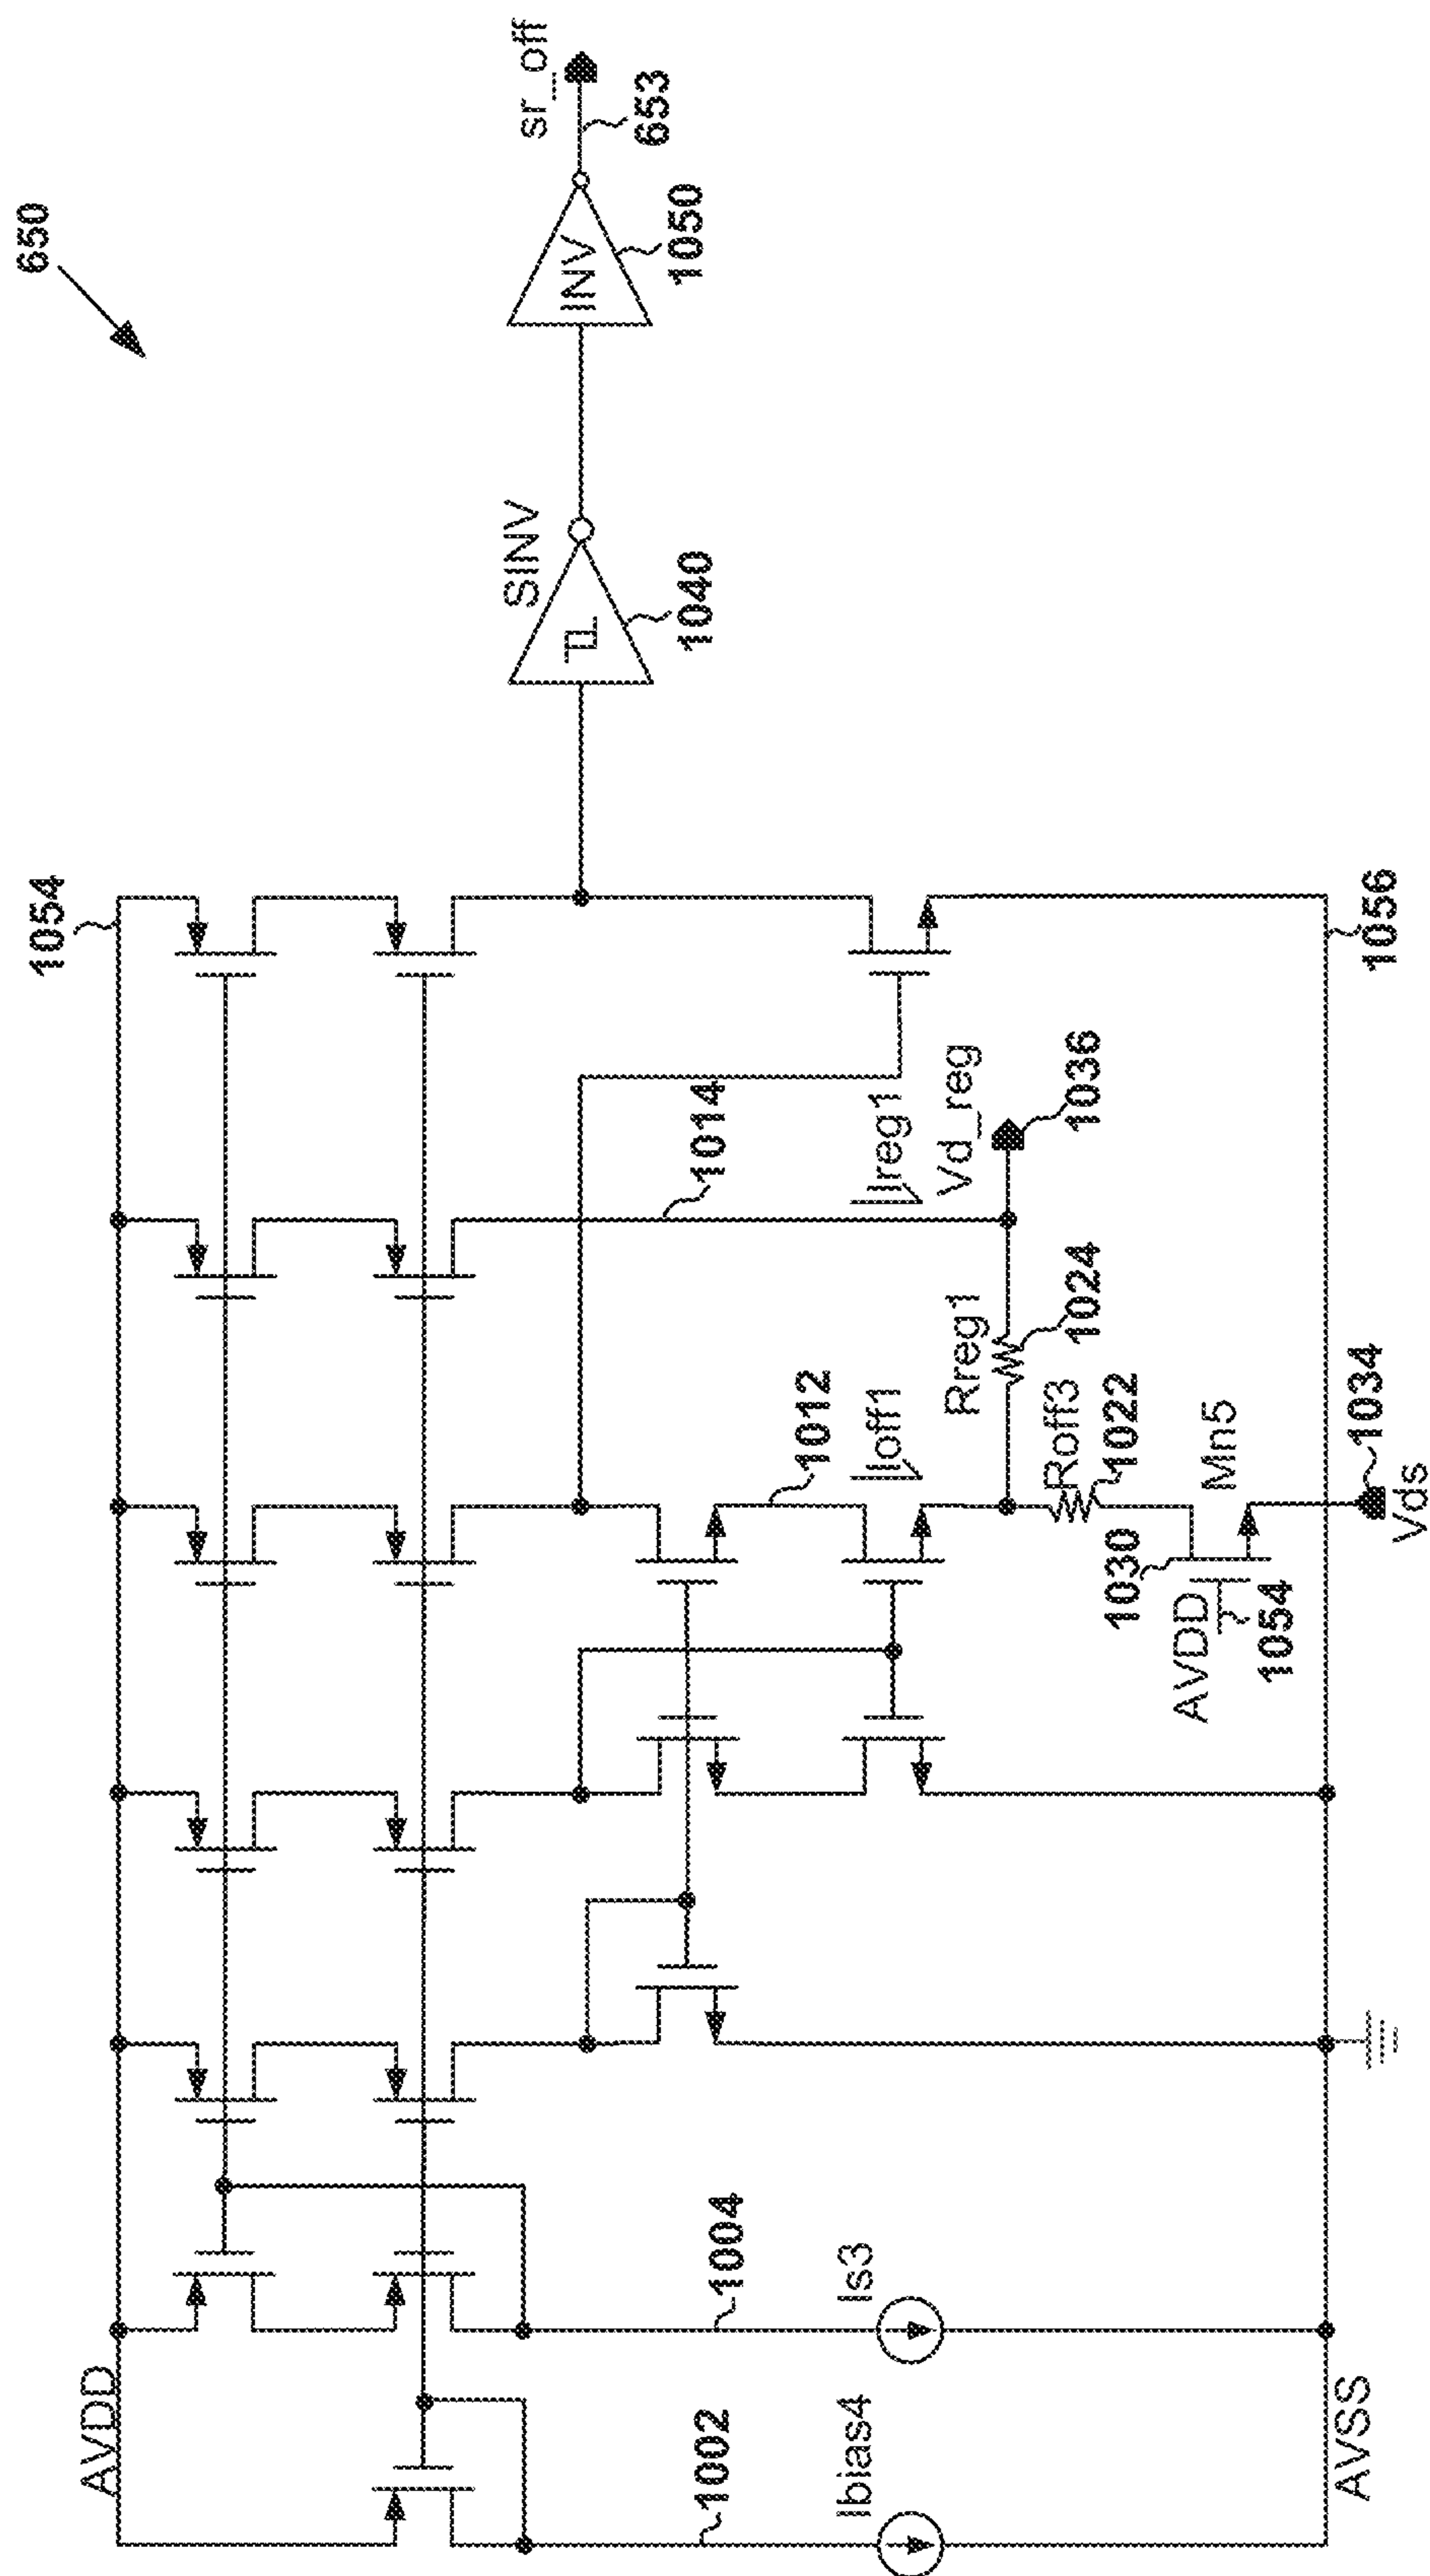 650
AVDD
1054
SINV
1040
INV
1050
sr_off
653
1002
Ibias4
1004
Is3
1012
Ioff1
1014
Ireg1
Vd_reg
1036
Rreg1
1024
Roff3
1022
1030
Mn5
AVDD
1054
1034
Vds
AVSS
1056